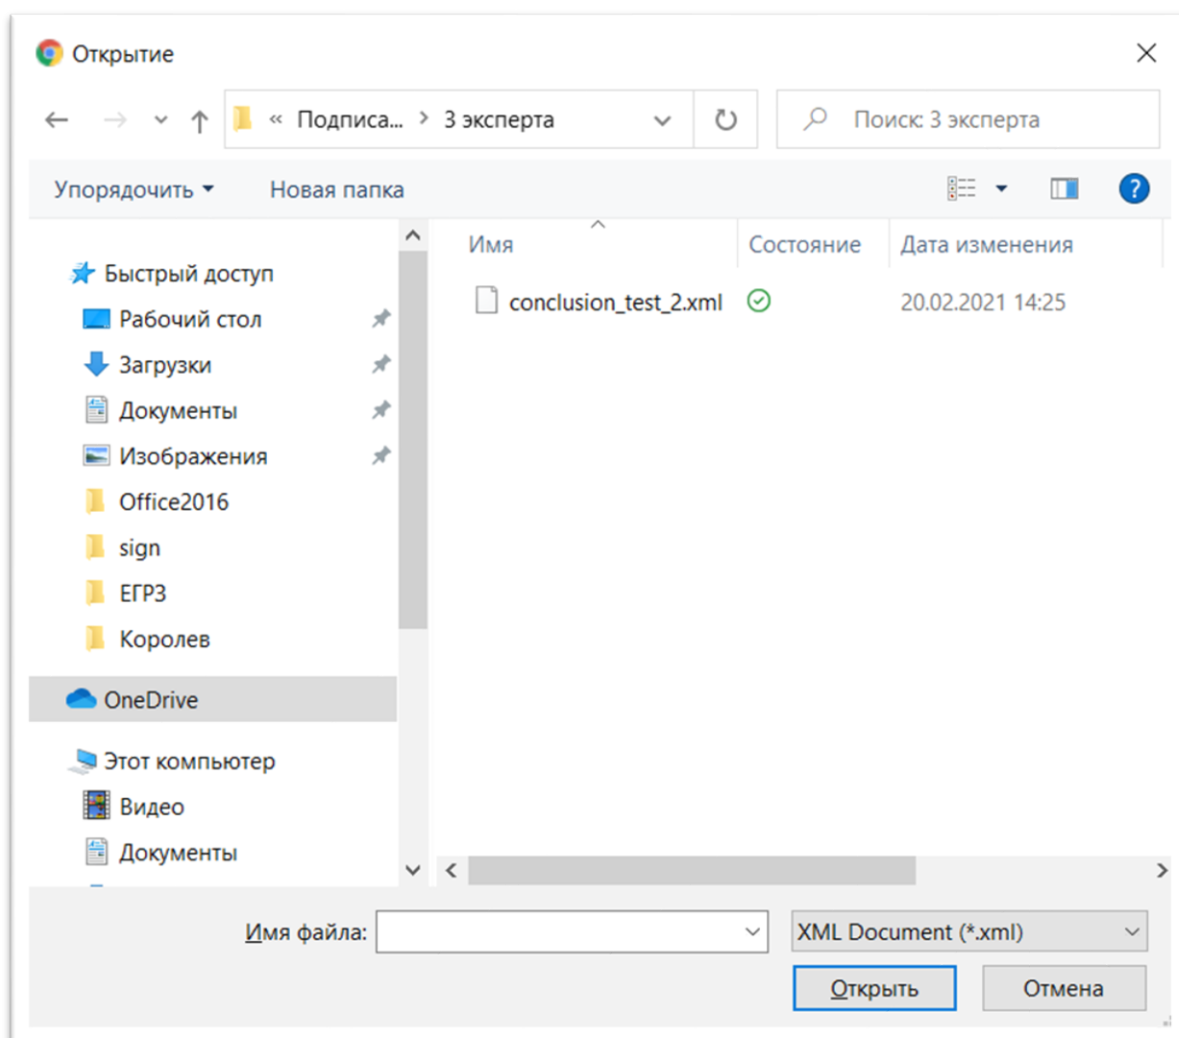 Открытие
« Подписа... > 3 эксперта
Поиск: 3 эксперта
Упорядочить
Новая папка
?
Имя
Состояние
Дата изменения
Быстрый доступ
Рабочий стол
Загрузки
Документы
Изображения
Office2016
sign
ЕГРЗ
Королев
OneDrive
Этот компьютер
Видео
Документы
conclusion_test_2.xml
20.02.2021 14:25
Имя файла:
XML Document (*.xml)
Открыть
Отмена